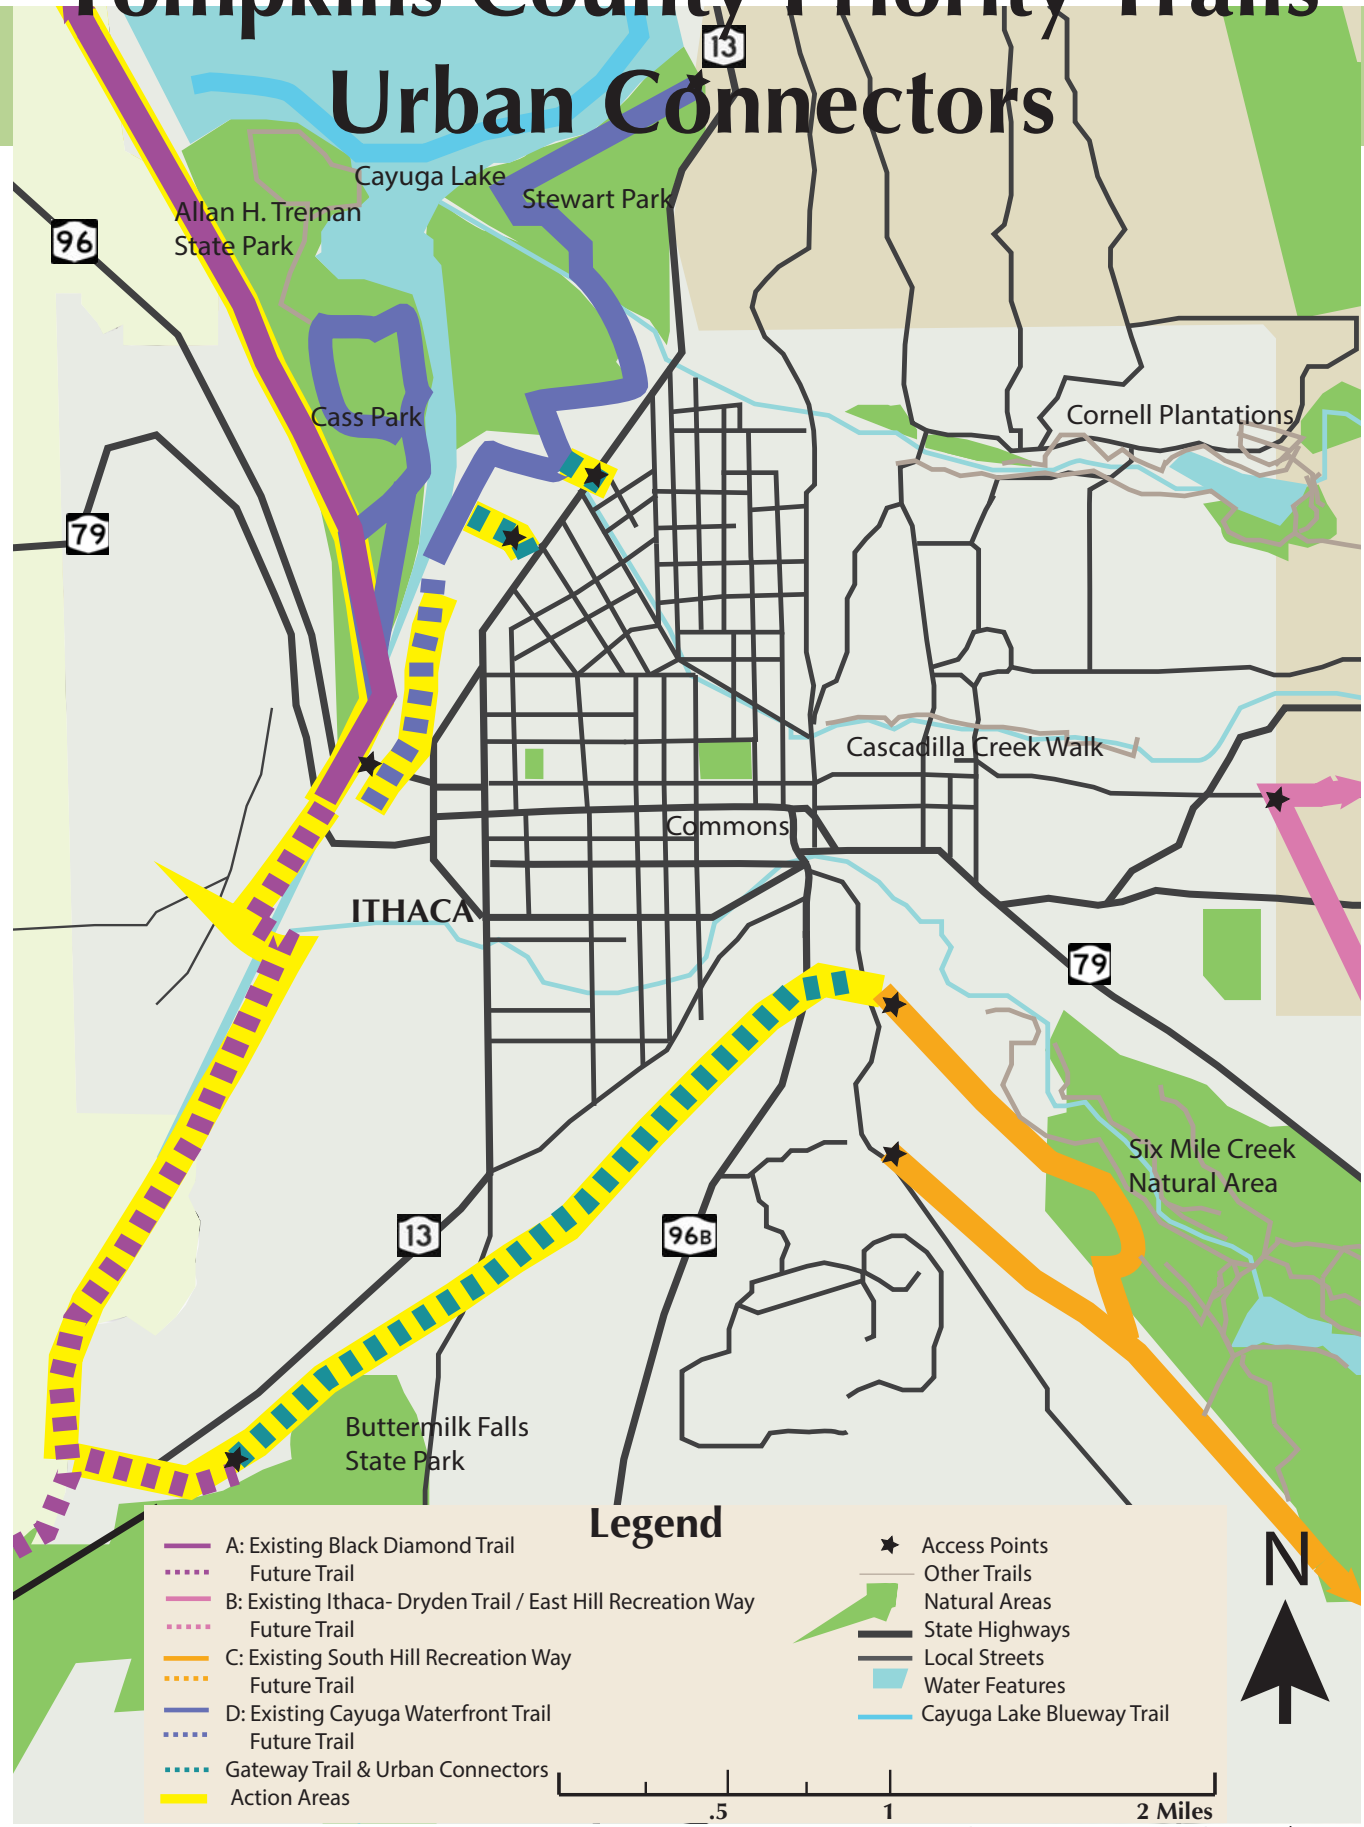 Tompkins County Priority Trails
Urban Connectors
13
Cayuga Lake
Stewart Park
Allan H. Treman
State Park
96
Cass Park
Cornell Plantations
79
Cascadilla Creek Walk
Commons
ITHACA
79
Six Mile Creek
Natural Area
13
96B
Buttermilk Falls
State Park
Legend
A: Existing Black Diamond Trail
Future Trail
B: Existing Ithaca- Dryden Trail / East Hill Recreation Way
Future Trail
C: Existing South Hill Recreation Way
Future Trail
D: Existing Cayuga Waterfront Trail
Future Trail
Gateway Trail & Urban Connectors
Action Areas
Access Points
Other Trails
Natural Areas
State Highways
Local Streets
Water Features
Cayuga Lake Blueway Trail
N
.5
1
2 Miles